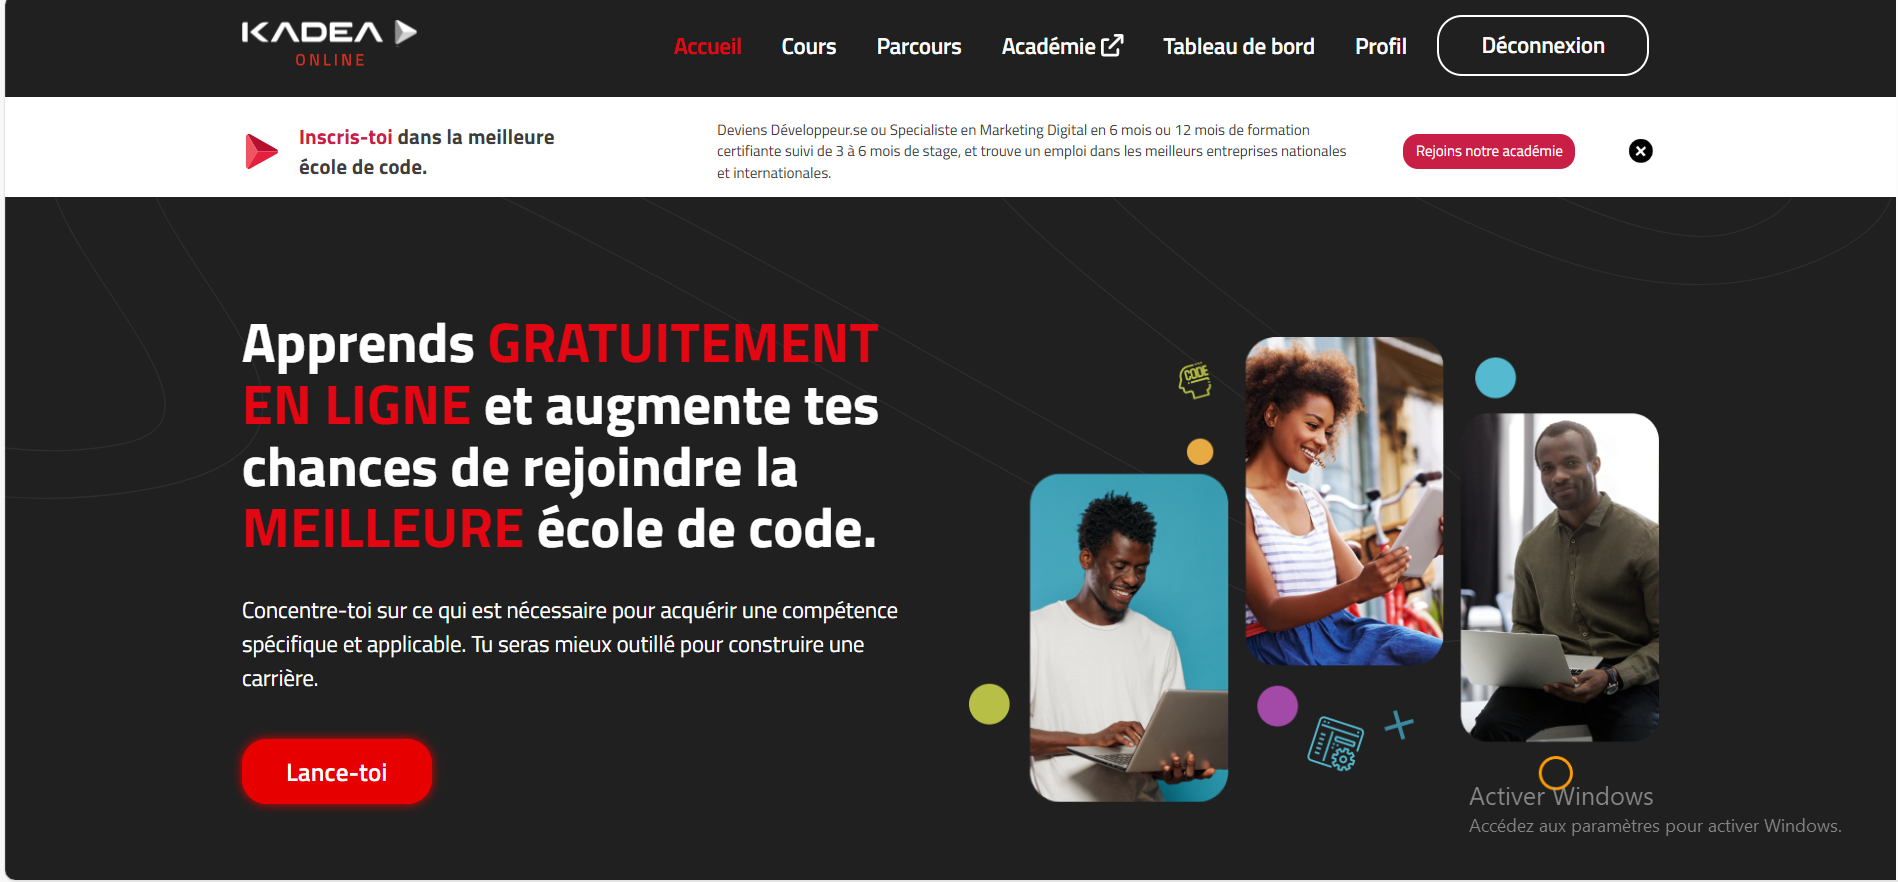 KADEA
ONLINE
Accueil
Cours
Parcours
Académie
Tableau de bord
Profil
Déconnexion
Inscris-toi dans la meilleure
école de code.
Deviens Développeur.se ou Specialiste en Marketing Digital en 6 mois ou 12 mois de formation
certifiante suivi de 3 à 6 mois de stage, et trouve un emploi dans les meilleurs entreprises nationales
et internationales.
Rejoins notre académie
Apprends GRATUITEMENT
EN LIGNE et augmente tes
chances de rejoindre la
MEILLEURE école de code.
Concentre-toi sur ce qui est nécessaire pour acquérir une compétence
spécifique et applicable. Tu seras mieux outillé pour construire une
carrière.
Lance-toi
CODE
Activer Windows
Accédez aux paramètres pour activer Windows.